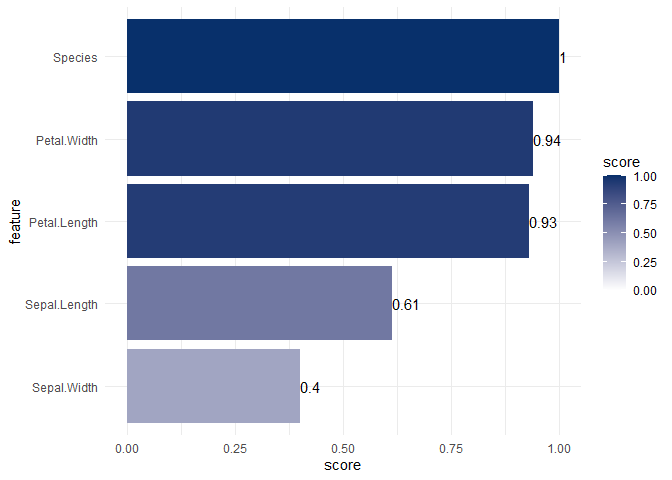 Species
1
Petal.Width
0.94
Petal.Length
0.93
Sepal.Length
0.61
Sepal.Width
0.4
feature
0.00 0.25 0.50 0.75 1.00
score
score
1.00
0.75
0.50
0.25
0.00